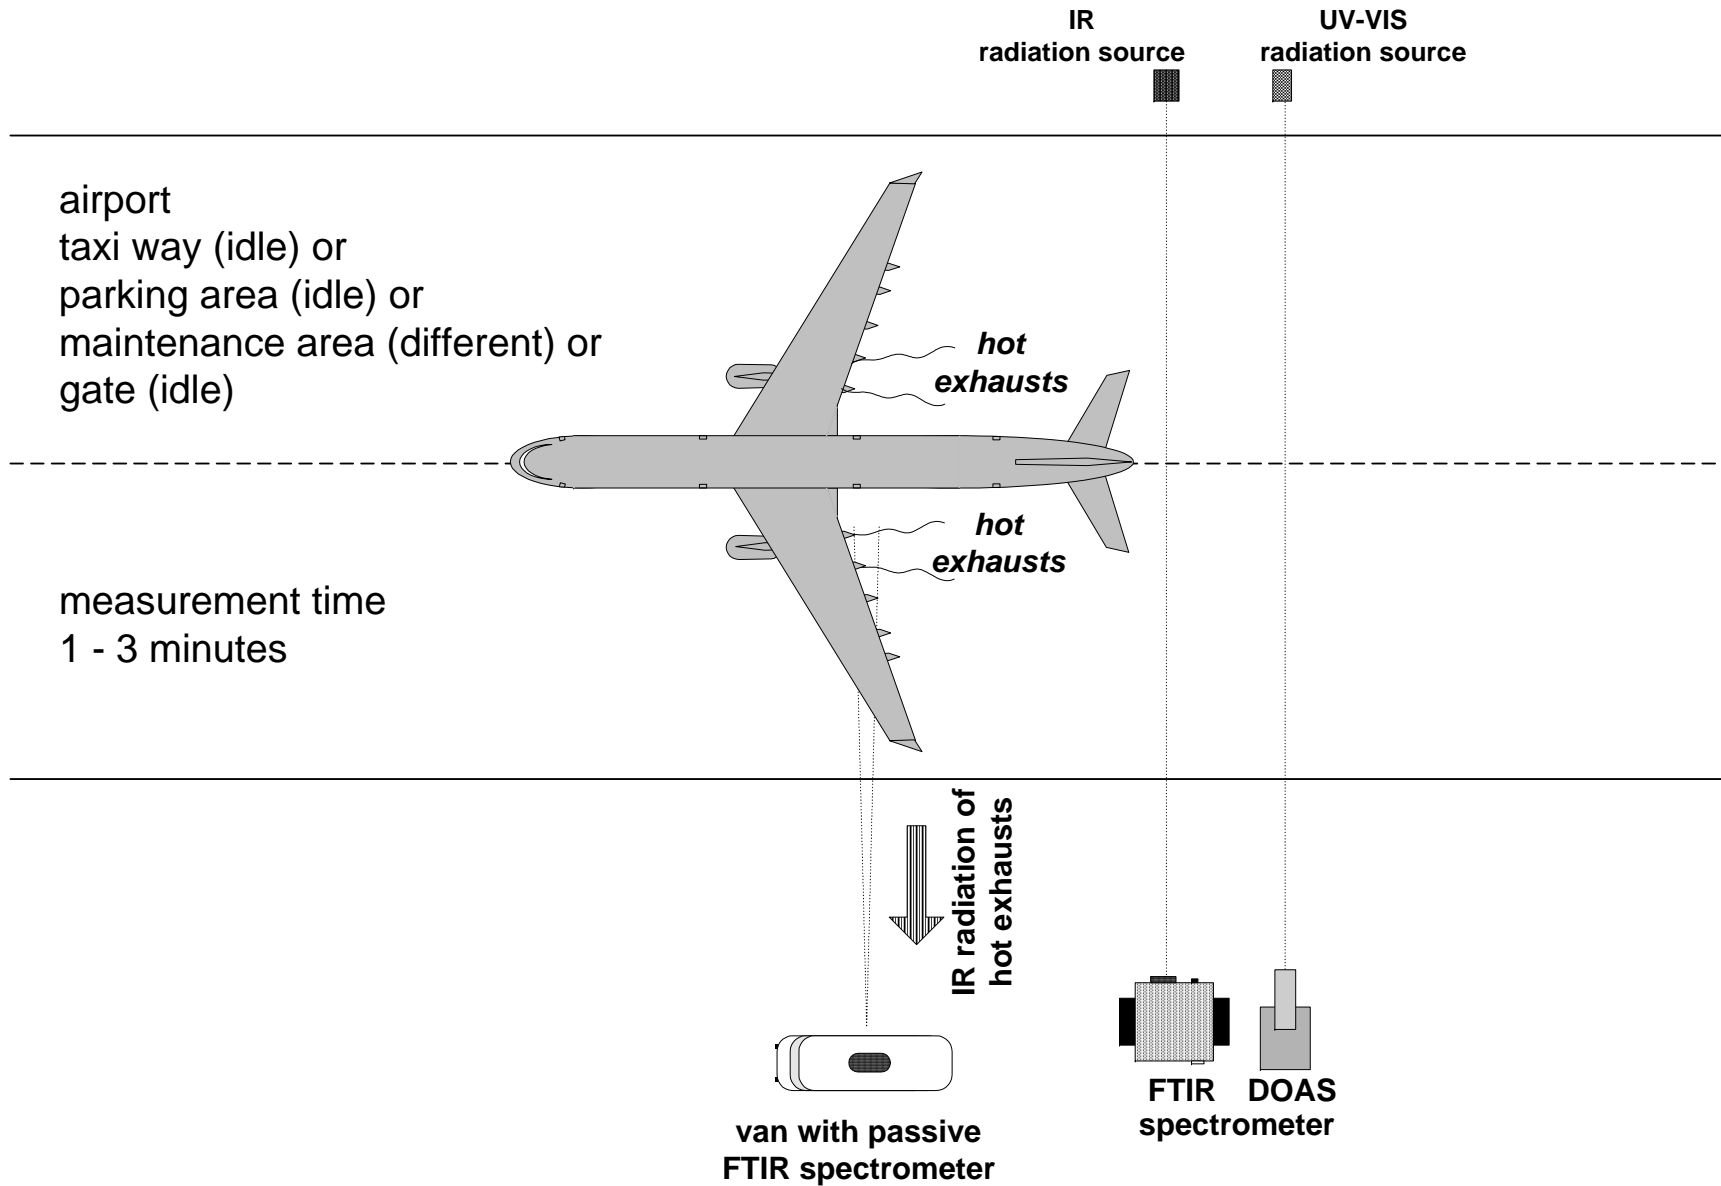 IR
radiation source
UV-VIS
radiation source
airport
taxi way (idle) or
parking area (idle) or
maintenance area (different) or
gate (idle)
hot
exhausts
hot
exhausts
measurement time
1 - 3 minutes
IR radiation of
hot exhausts
van with passive
FTIR spectrometer
FTIR DOAS
spectrometer